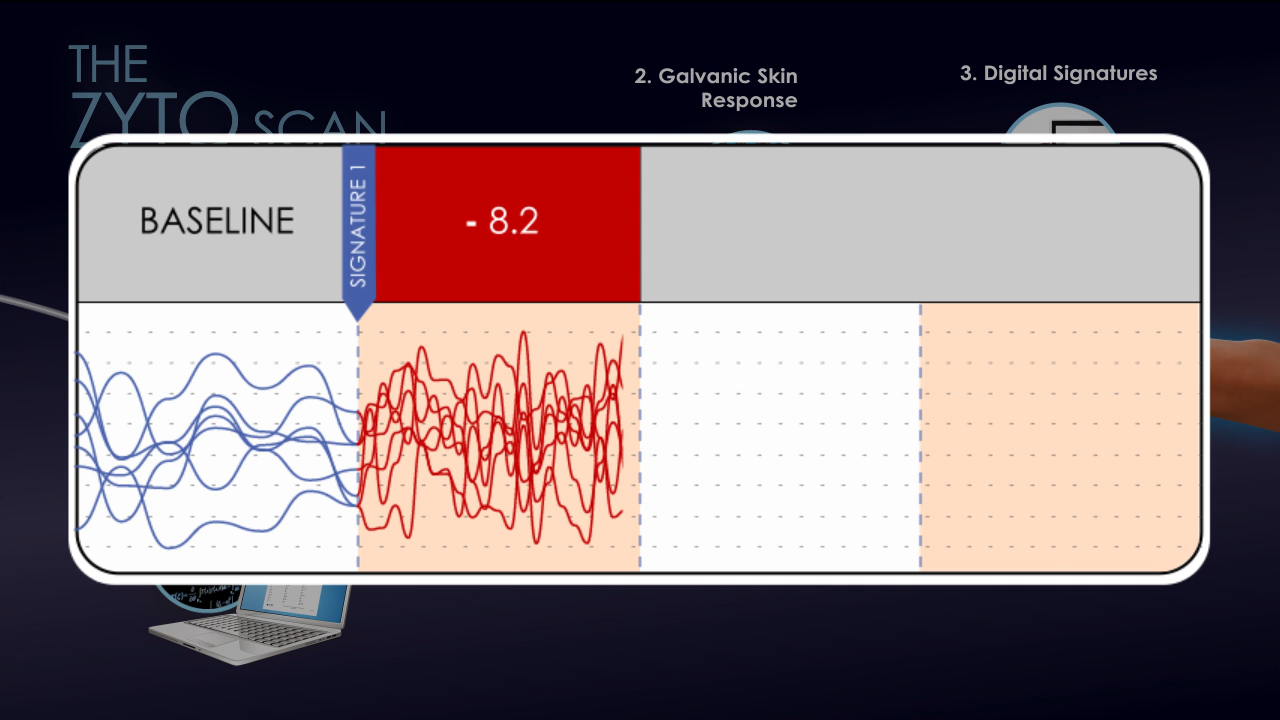 THE
ZYTO SCAN
2. Galvanic Skin
Response
3. Digital Signatures
BASELINE
SIGNATURE 1
- 8.2